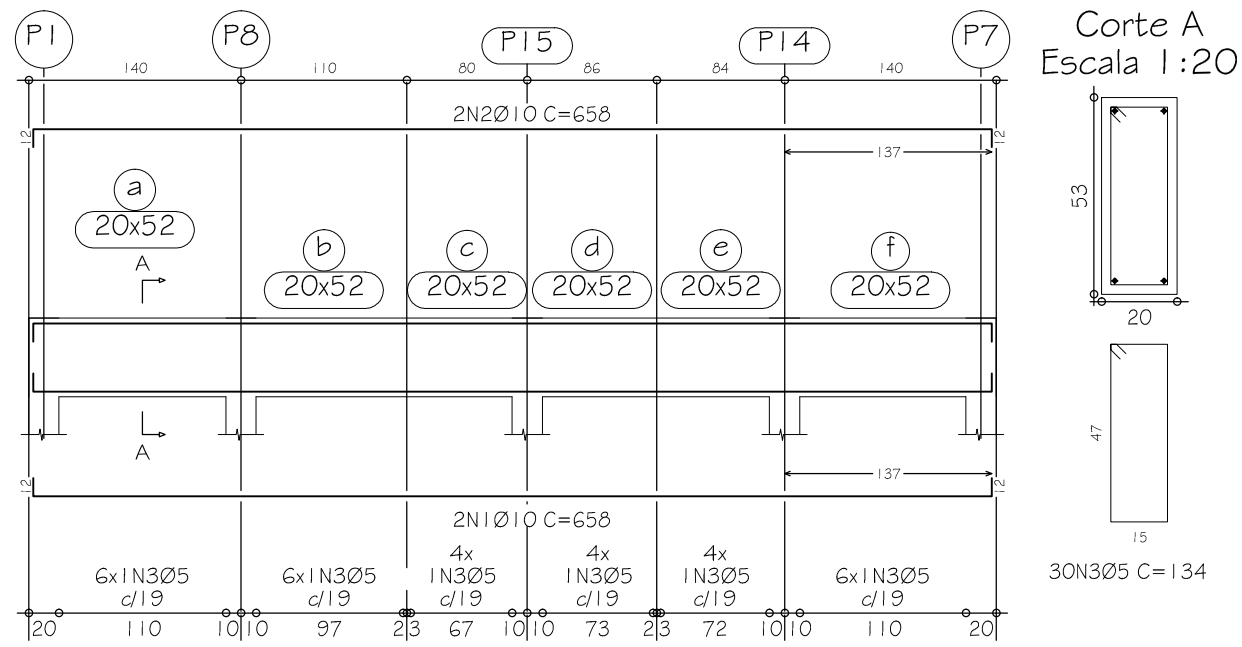 P1 P8 P15 P14 P7
Corte A
Escala 1:20
140 110 80 86 84 140
2N2Ø10 C=658
12 12
137
a
20x52
A
b c d e f
20x52 20x52 20x52 20x52 20x52
53
20
A
47
15
30N3Ø5 C=134
137
12 12
2N1Ø10 C=658
4x 4x 4x
6x1N3Ø5 6x1N3Ø5 1N3Ø5 1N3Ø5 1N3Ø5 6x1N3Ø5
c/19 c/19 c/19 c/19 c/19 c/19
20 110 10 10 97 2 3 67 10 10 73 2 3 72 10 10 110 20